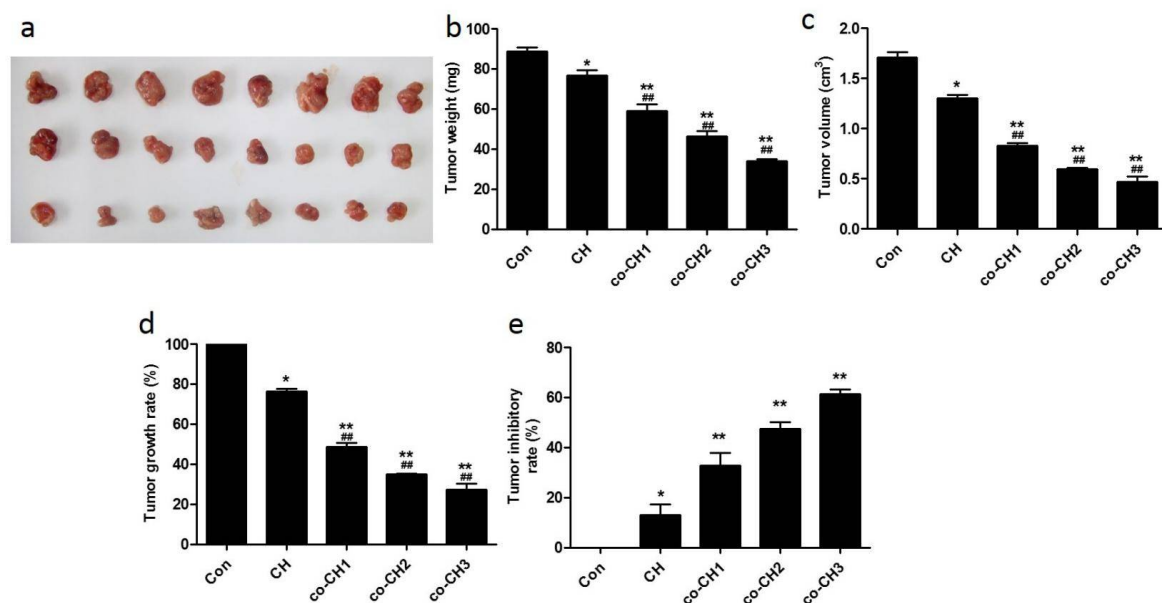 a
b
Tumor weight (mg)
100
80
60
40
20
0
*
**
##
**
##
**
##
Con
CH
co-CH1
co-CH2
co-CH3
c
Tumor volume (cm³)
2.0
1.5
1.0
0.5
0.0
*
**
##
**
##
**
##
Con
CH
co-CH1
co-CH2
co-CH3
d
Tumor growth rate (%)
100
80
60
40
20
0
*
**
##
**
##
**
##
Con
CH
co-CH1
co-CH2
co-CH3
e
Tumor inhibitory
rate (%)
80
60
40
20
0
*
**
**
**
Con
CH
co-CH1
co-CH2
co-CH3